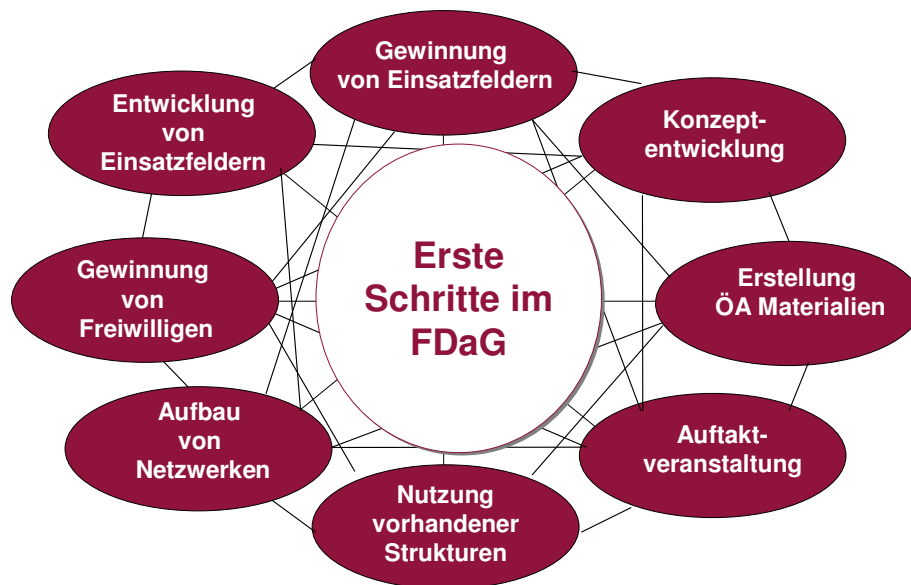 Gewinnung
von Einsatzfeldern
Konzept-
entwicklung
Erstellung
ÖA Materialien
Auftakt-
veranstaltung
Nutzung
vorhandener
Strukturen
Aufbau
von
Netzwerken
Gewinnung
von
Freiwilligen
Entwicklung
von
Einsatzfeldern
Erste
Schritte im
FDaG